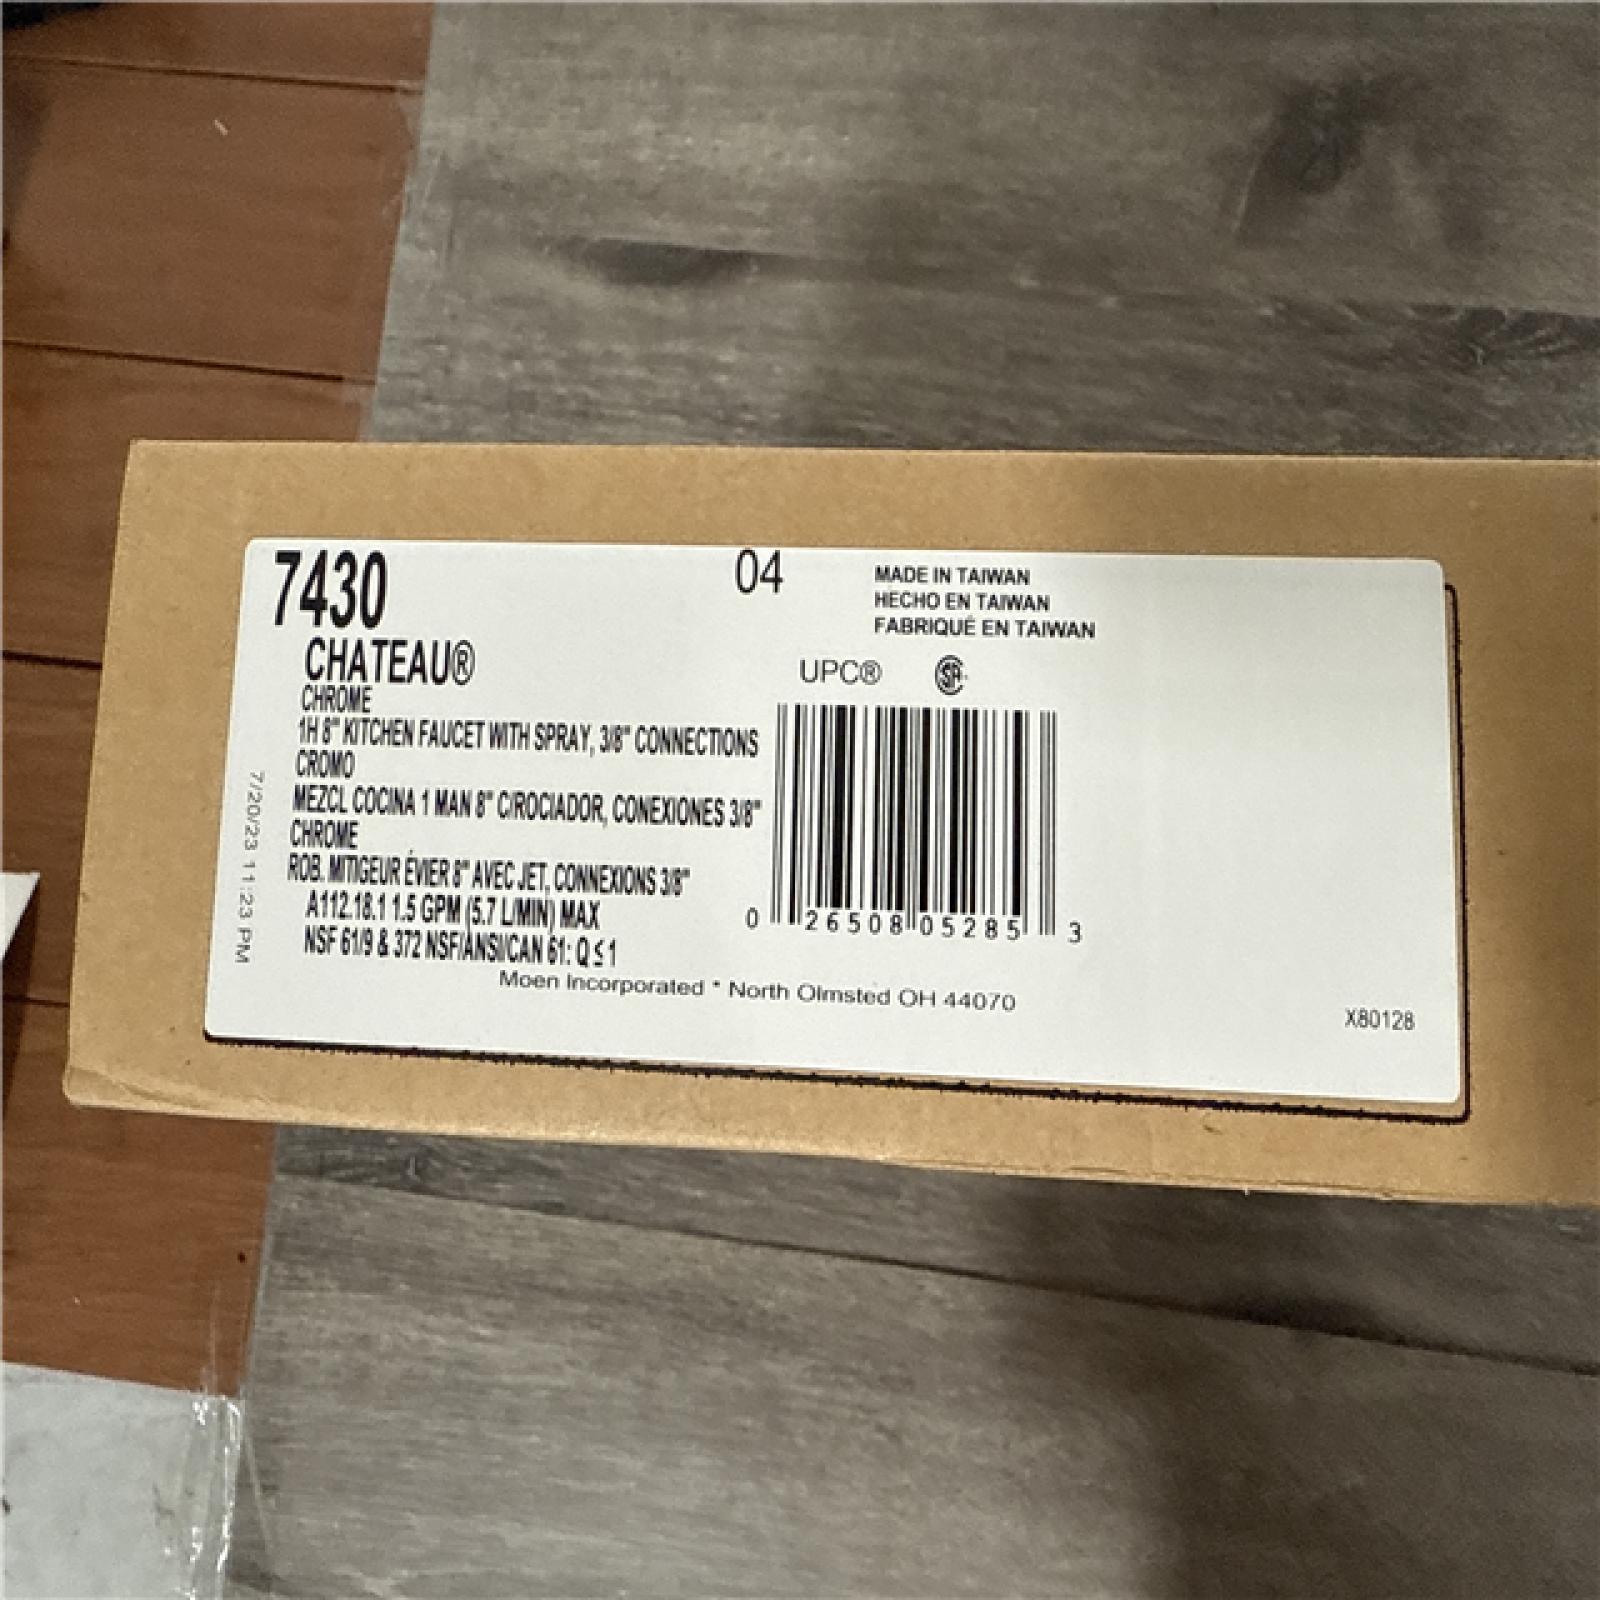 7430
04
MADE IN TAIWAN
HECHO EN TAIWAN
FABRIQUÉ EN TAIWAN
CHATEAU®
UPC®
CHROME
1H 8" KITCHEN FAUCET WITH SPRAY, 3/8" CONNECTIONS
CROMO
MEZCL COCINA 1 MAN 8" C/ROCIADOR, CONEXIONES 3/8"
CHROME
ROB. MITIGEUR ÉVIER 8" AVEC JET, CONNEXIONS 3/8"
A112.18.1 1.5 GPM (5.7 L/MIN) MAX
NSF 61/9 & 372 NSF/ANSI/CAN 61: Q ≤ 1
0 26508 05285 3
Moen Incorporated * North Olmsted OH 44070
X80128
7/20/23 11:23 PM